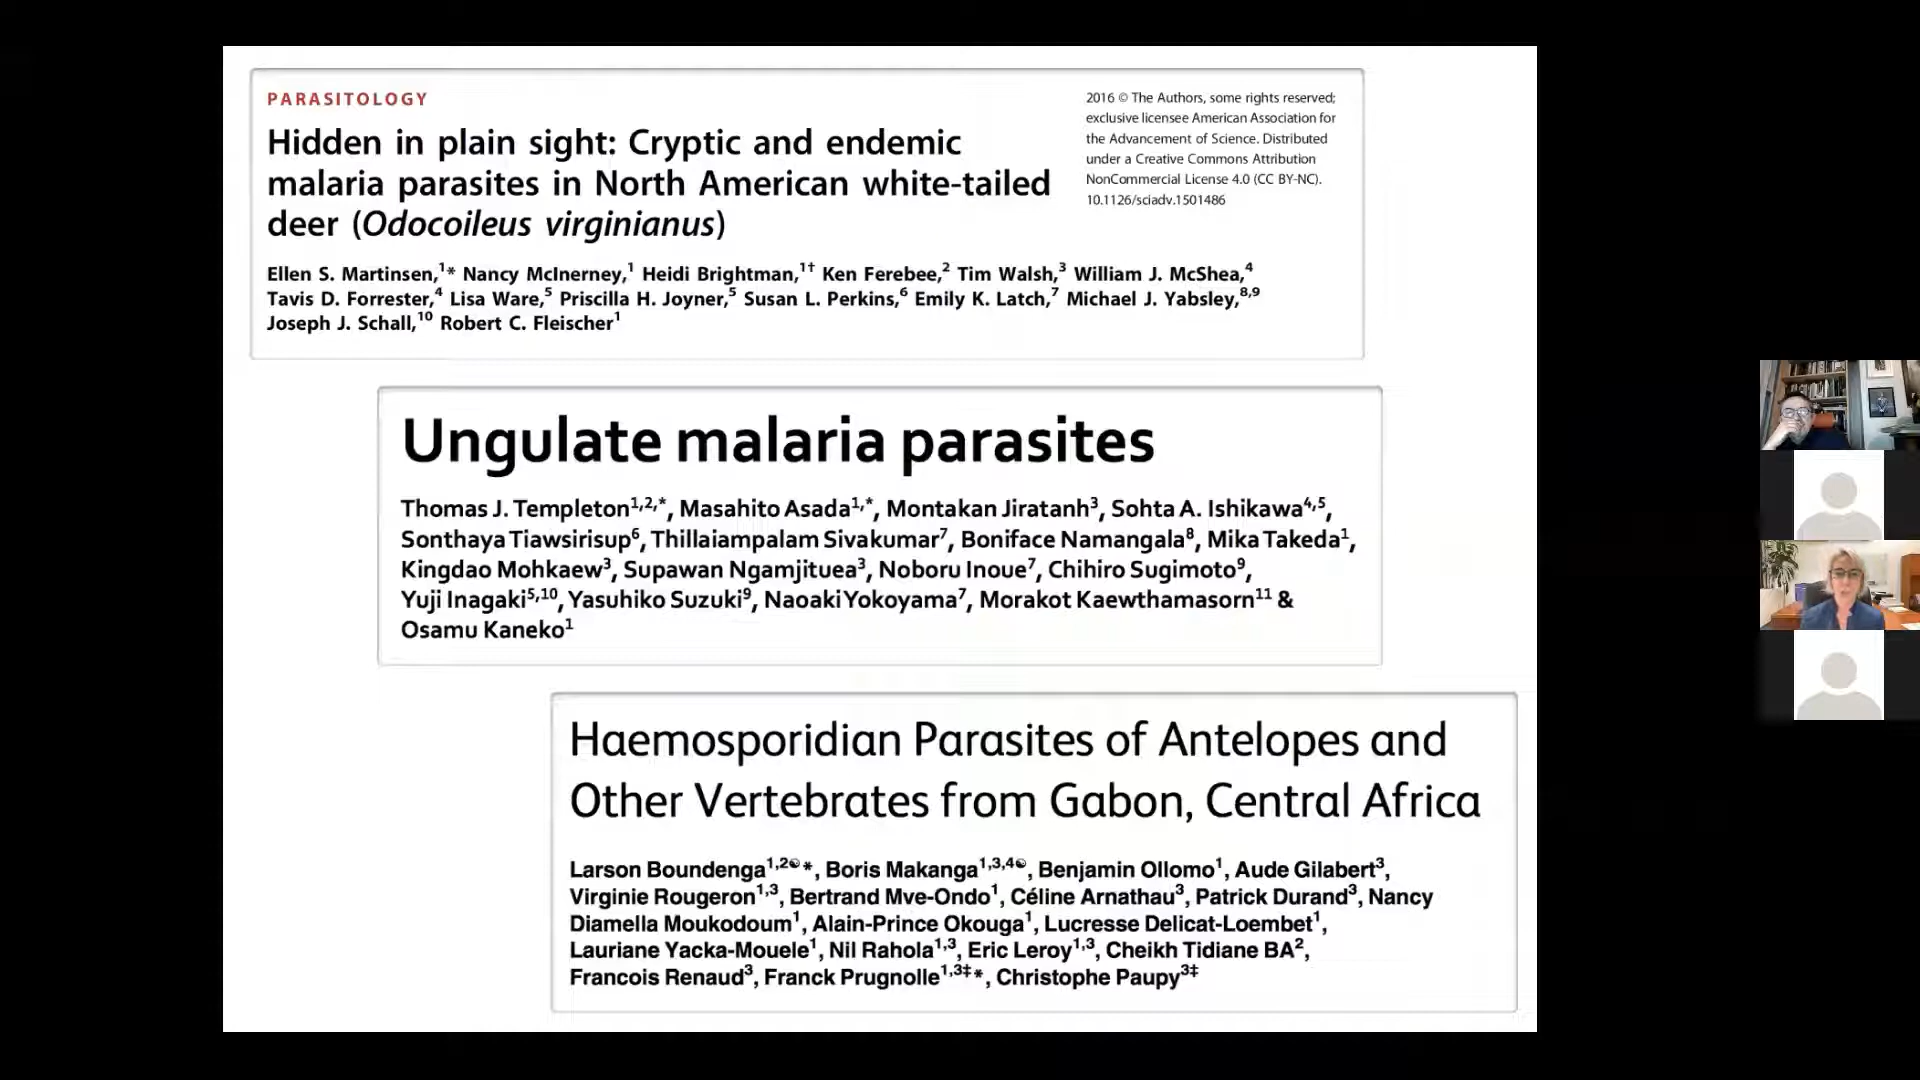 PARASITOLOGY
Hidden in plain sight: Cryptic and endemic
malaria parasites in North American white-tailed
deer (Odocoileus virginianus)
2016 © The Authors, some rights reserved;
exclusive licensee American Association for
the Advancement of Science. Distributed
under a Creative Commons Attribution
NonCommercial License 4.0 (CC BY-NC).
10.1126/sciadv.1501486
Ellen S. Martinsen,¹* Nancy McInerney,¹ Heidi Brightman,¹† Ken Ferebee,² Tim Walsh,³ William J. McShea,⁴
Tavis D. Forrester,⁴ Lisa Ware,⁵ Priscilla H. Joyner,⁵ Susan L. Perkins,⁶ Emily K. Latch,⁷ Michael J. Yabsley,⁸,⁹
Joseph J. Schall,¹⁰ Robert C. Fleischer¹
Ungulate malaria parasites
Thomas J. Templeton¹,²,*, Masahito Asada¹,*, Montakan Jiratanh³, Sohta A. Ishikawa⁴,⁵,
Sonthaya Tiawsirisup⁶, Thillaiampalam Sivakumar⁷, Boniface Namangala⁸, Mika Takeda¹,
Kingdao Mohkaew³, Supawan Ngamjituea³, Noboru Inoue⁷, Chihiro Sugimoto⁹,
Yuji Inagaki⁵,¹⁰, Yasuhiko Suzuki⁹, Naoaki Yokoyama⁷, Morakot Kaewthamasorn¹¹ &
Osamu Kaneko¹
Haemosporidian Parasites of Antelopes and
Other Vertebrates from Gabon, Central Africa
Larson Boundenga¹,²☯*, Boris Makanga¹,³,⁴☯, Benjamin Ollomo¹, Aude Gilabert³,
Virginie Rougeron¹,³, Bertrand Mve-Ondo¹, Céline Arnathau³, Patrick Durand³, Nancy
Diamella Moukodoum¹, Alain-Prince Okouga¹, Lucresse Delicat-Loembet¹,
Lauriane Yacka-Mouele¹, Nil Rahola¹,³, Eric Leroy¹,³, Cheikh Tidiane BA²,
Francois Renaud³, Franck Prugnolle¹,³‡*, Christophe Paupy³‡